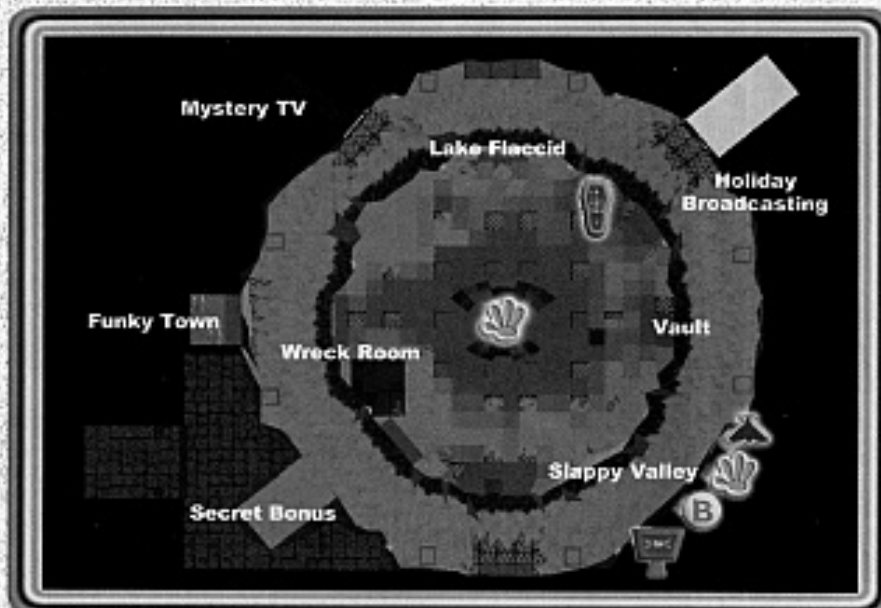 Mystery TV
Lake Flaccid
Holiday
Broadcasting
Funky Town
Vault
Wreck Room
Slappy Valley
Secret Bonus
B